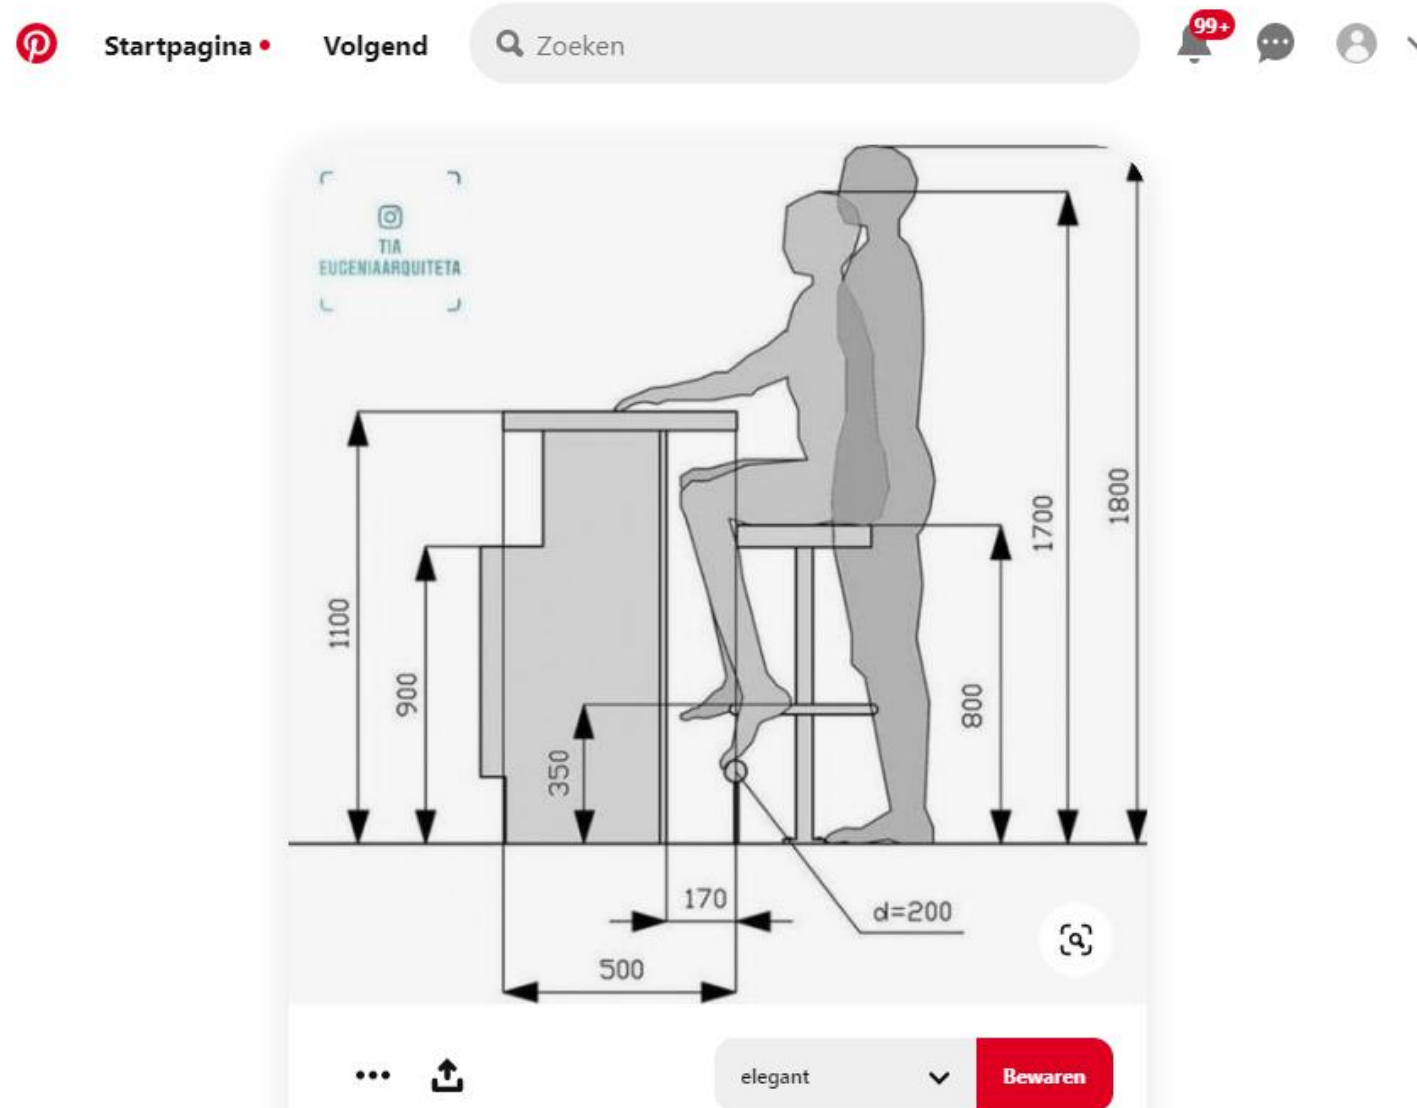 Startpagina
Volgend
Zoeken
99+
TIA
EUGENIAARQUITETA
1100
900
350
800
1700
1800
170
d=200
500
elegant
Bewaren